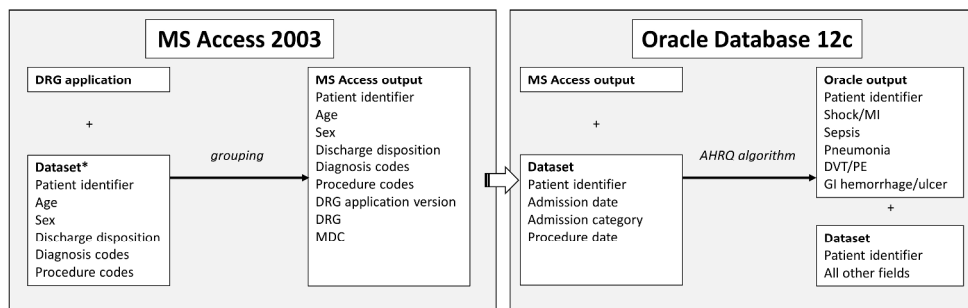 MS Access 2003
DRG application
+
Dataset*
Patient identifier
Age
Sex
Discharge disposition
Diagnosis codes
Procedure codes
grouping
MS Access output
Patient identifier
Age
Sex
Discharge disposition
Diagnosis codes
Procedure codes
DRG application version
DRG
MDC
Oracle Database 12c
MS Access output
+
Dataset
Patient identifier
Admission date
Admission category
Procedure date
AHRQ algorithm
Oracle output
Patient identifier
Shock/MI
Sepsis
Pneumonia
DVT/PE
GI hemorrhage/ulcer
+
Dataset
Patient identifier
All other fields